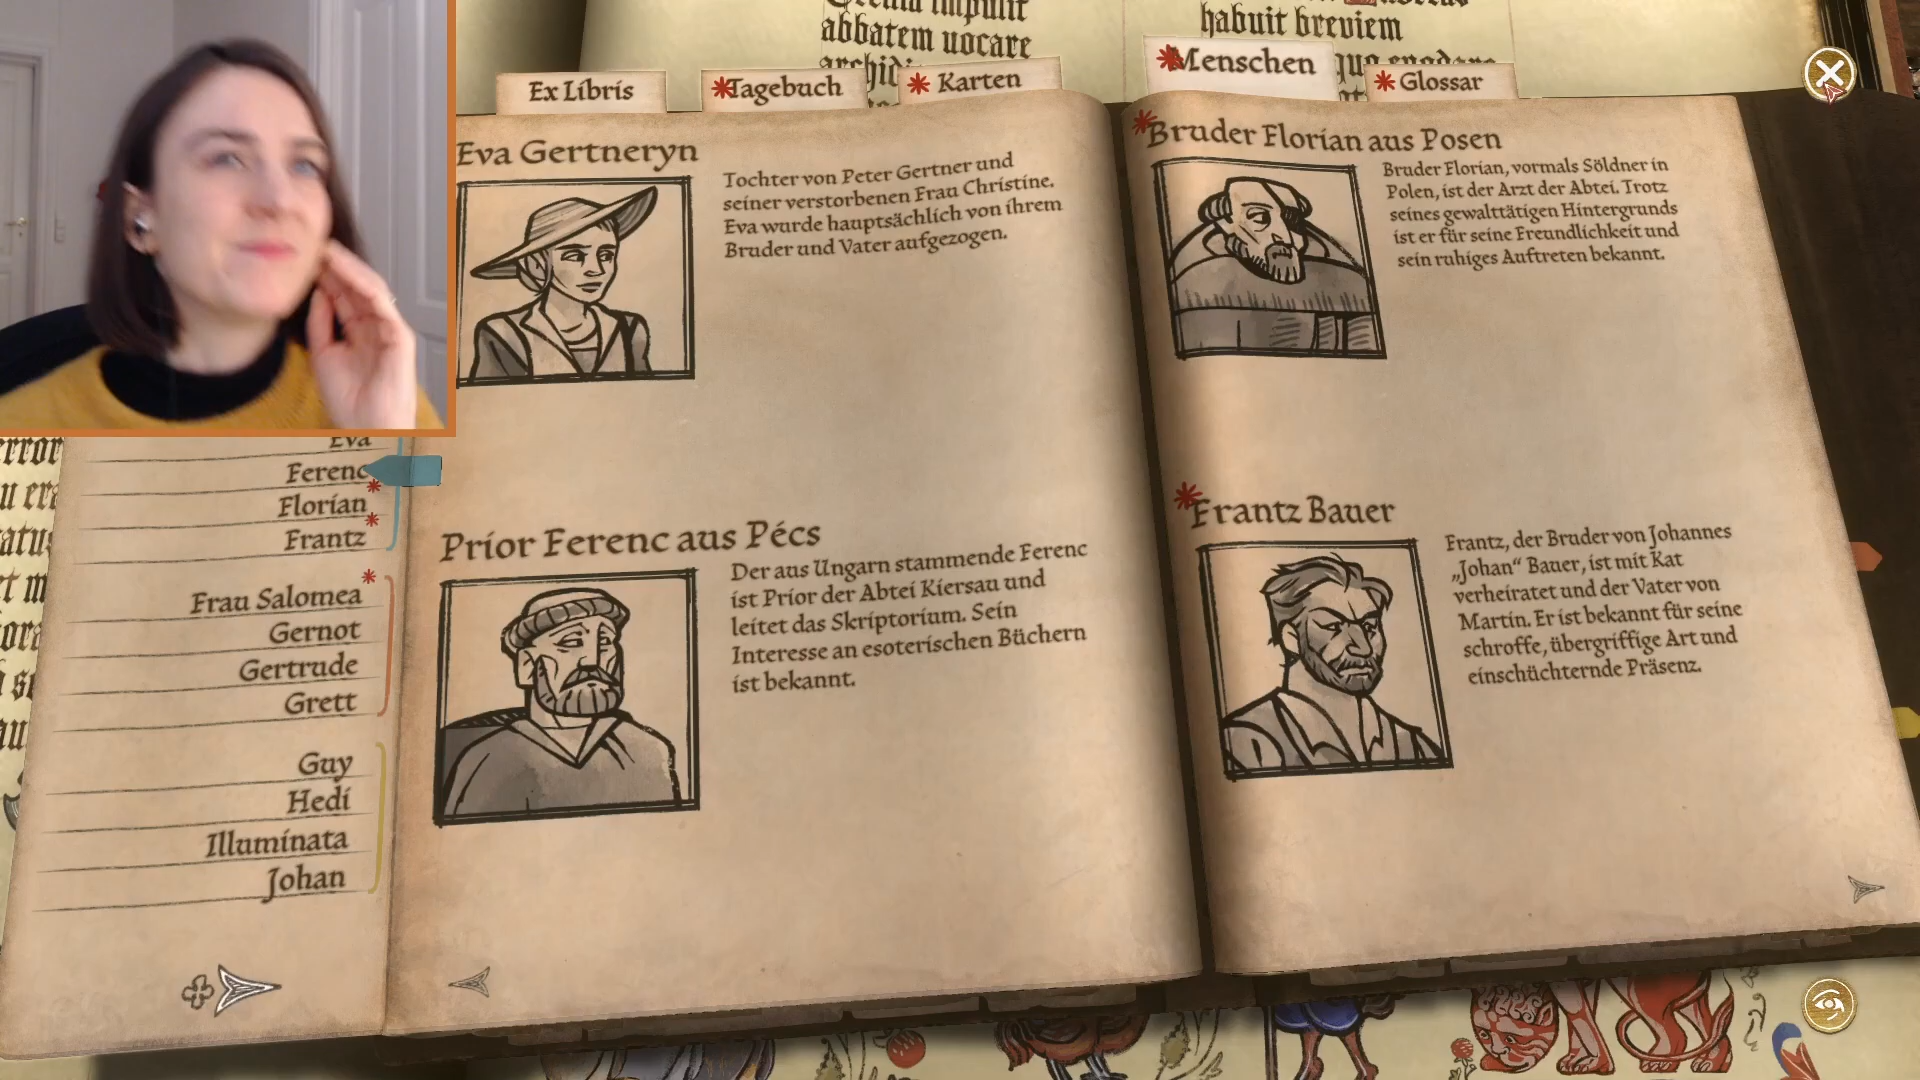 abbatem uocare
habuit breviem
Ex Libris
Tagebuch
Karten
Menschen
Glossar
Eva Gertneryn
Tochter von Peter Gertner und
seiner verstorbenen Frau Christine.
Eva wurde hauptsächlich von ihrem
Bruder und Vater aufgezogen.
Prior Ferenc aus Pécs
Der aus Ungarn stammende Ferenc
ist Prior der Abtei Kiersau und
leitet das Skriptorium. Sein
Interesse an esoterischen Büchern
ist bekannt.
Bruder Florian aus Posen
Bruder Florian, vormals Söldner in
Polen, ist der Arzt der Abtei. Trotz
seines gewalttätigen Hintergrunds
ist er für seine Freundlichkeit und
sein ruhiges Auftreten bekannt.
Frantz Bauer
Frantz, der Bruder von Johannes
„Johan“ Bauer, ist mit Kat
verheiratet und der Vater von
Martin. Er ist bekannt für seine
schroffe, übergriffige Art und
einschüchternde Präsenz.
Eva
Ferenc
Florian
Frantz
Frau Salomea
Gernot
Gertrude
Grett
Guy
Hedi
Illuminata
Johan